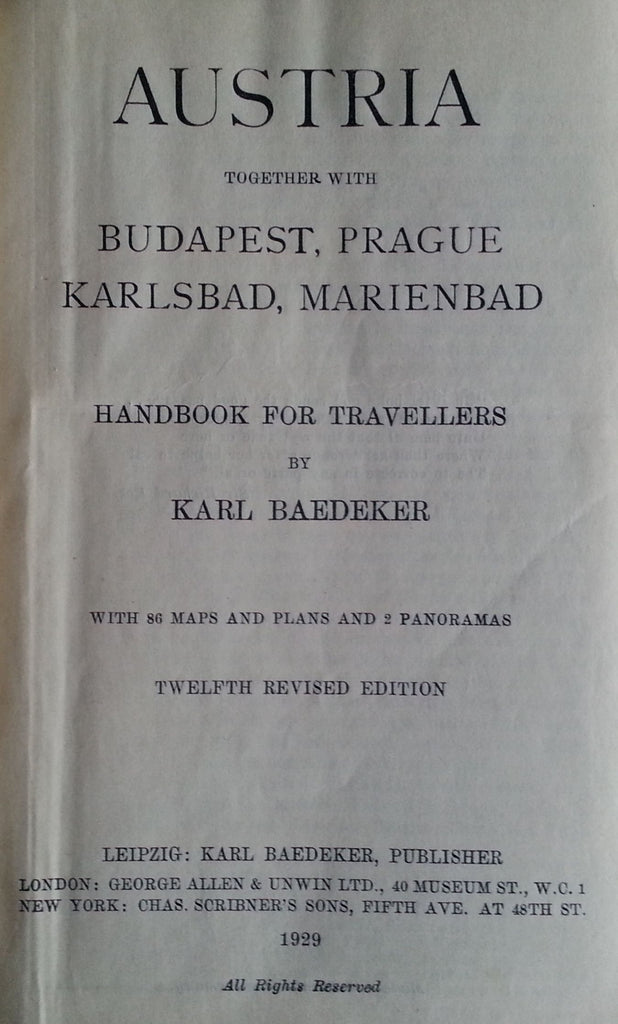 AUSTRIA
TOGETHER WITH
BUDAPEST, PRAGUE
KARLSBAD, MARIENBAD
HANDBOOK FOR TRAVELLERS
BY
KARL BAEDEKER
WITH 86 MAPS AND PLANS AND 2 PANORAMAS
TWELFTH REVISED EDITION
LEIPZIG: KARL BAEDEKER, PUBLISHER
LONDON: GEORGE ALLEN & UNWIN LTD., 40 MUSEUM ST., W.C. 1
NEW YORK: CHAS. SCRIBNER'S SONS, FIFTH AVE. AT 48TH ST.
1929
All Rights Reserved